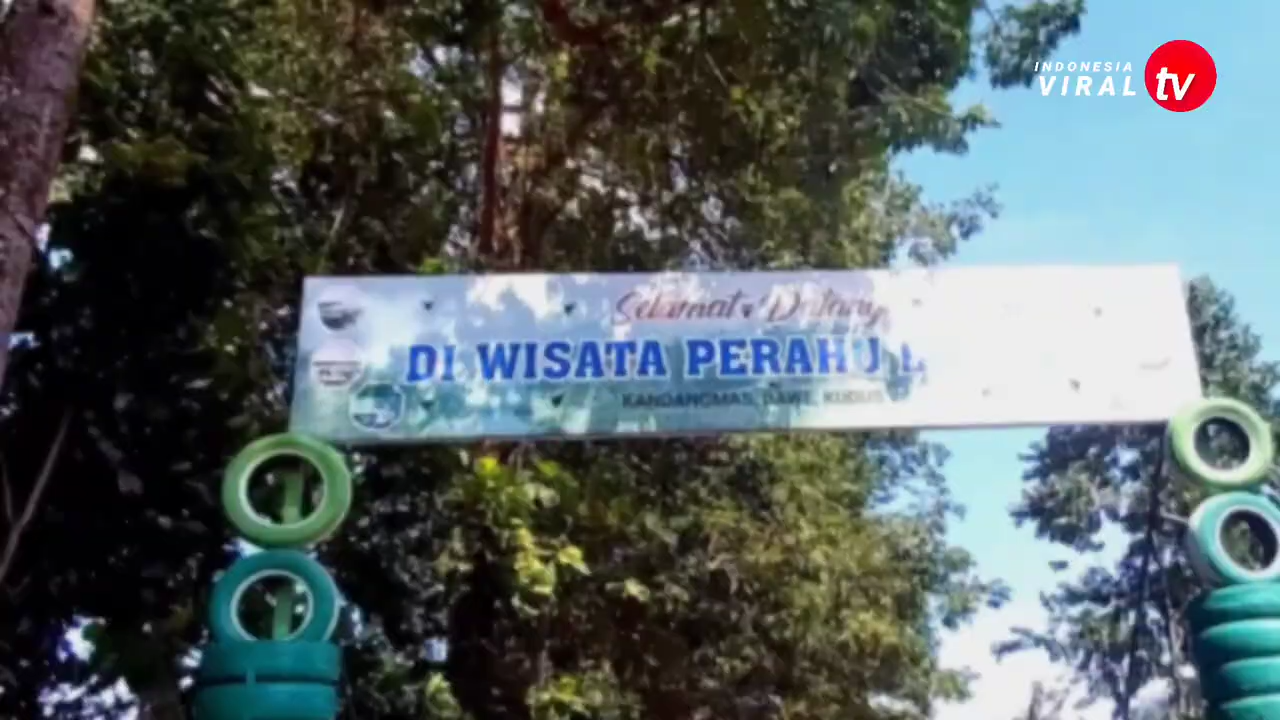 INDONESIA
VIRAL tv
Selamat Datang
DI WISATA PERAHU
KANDANGMAS, DAWE, KUDUS